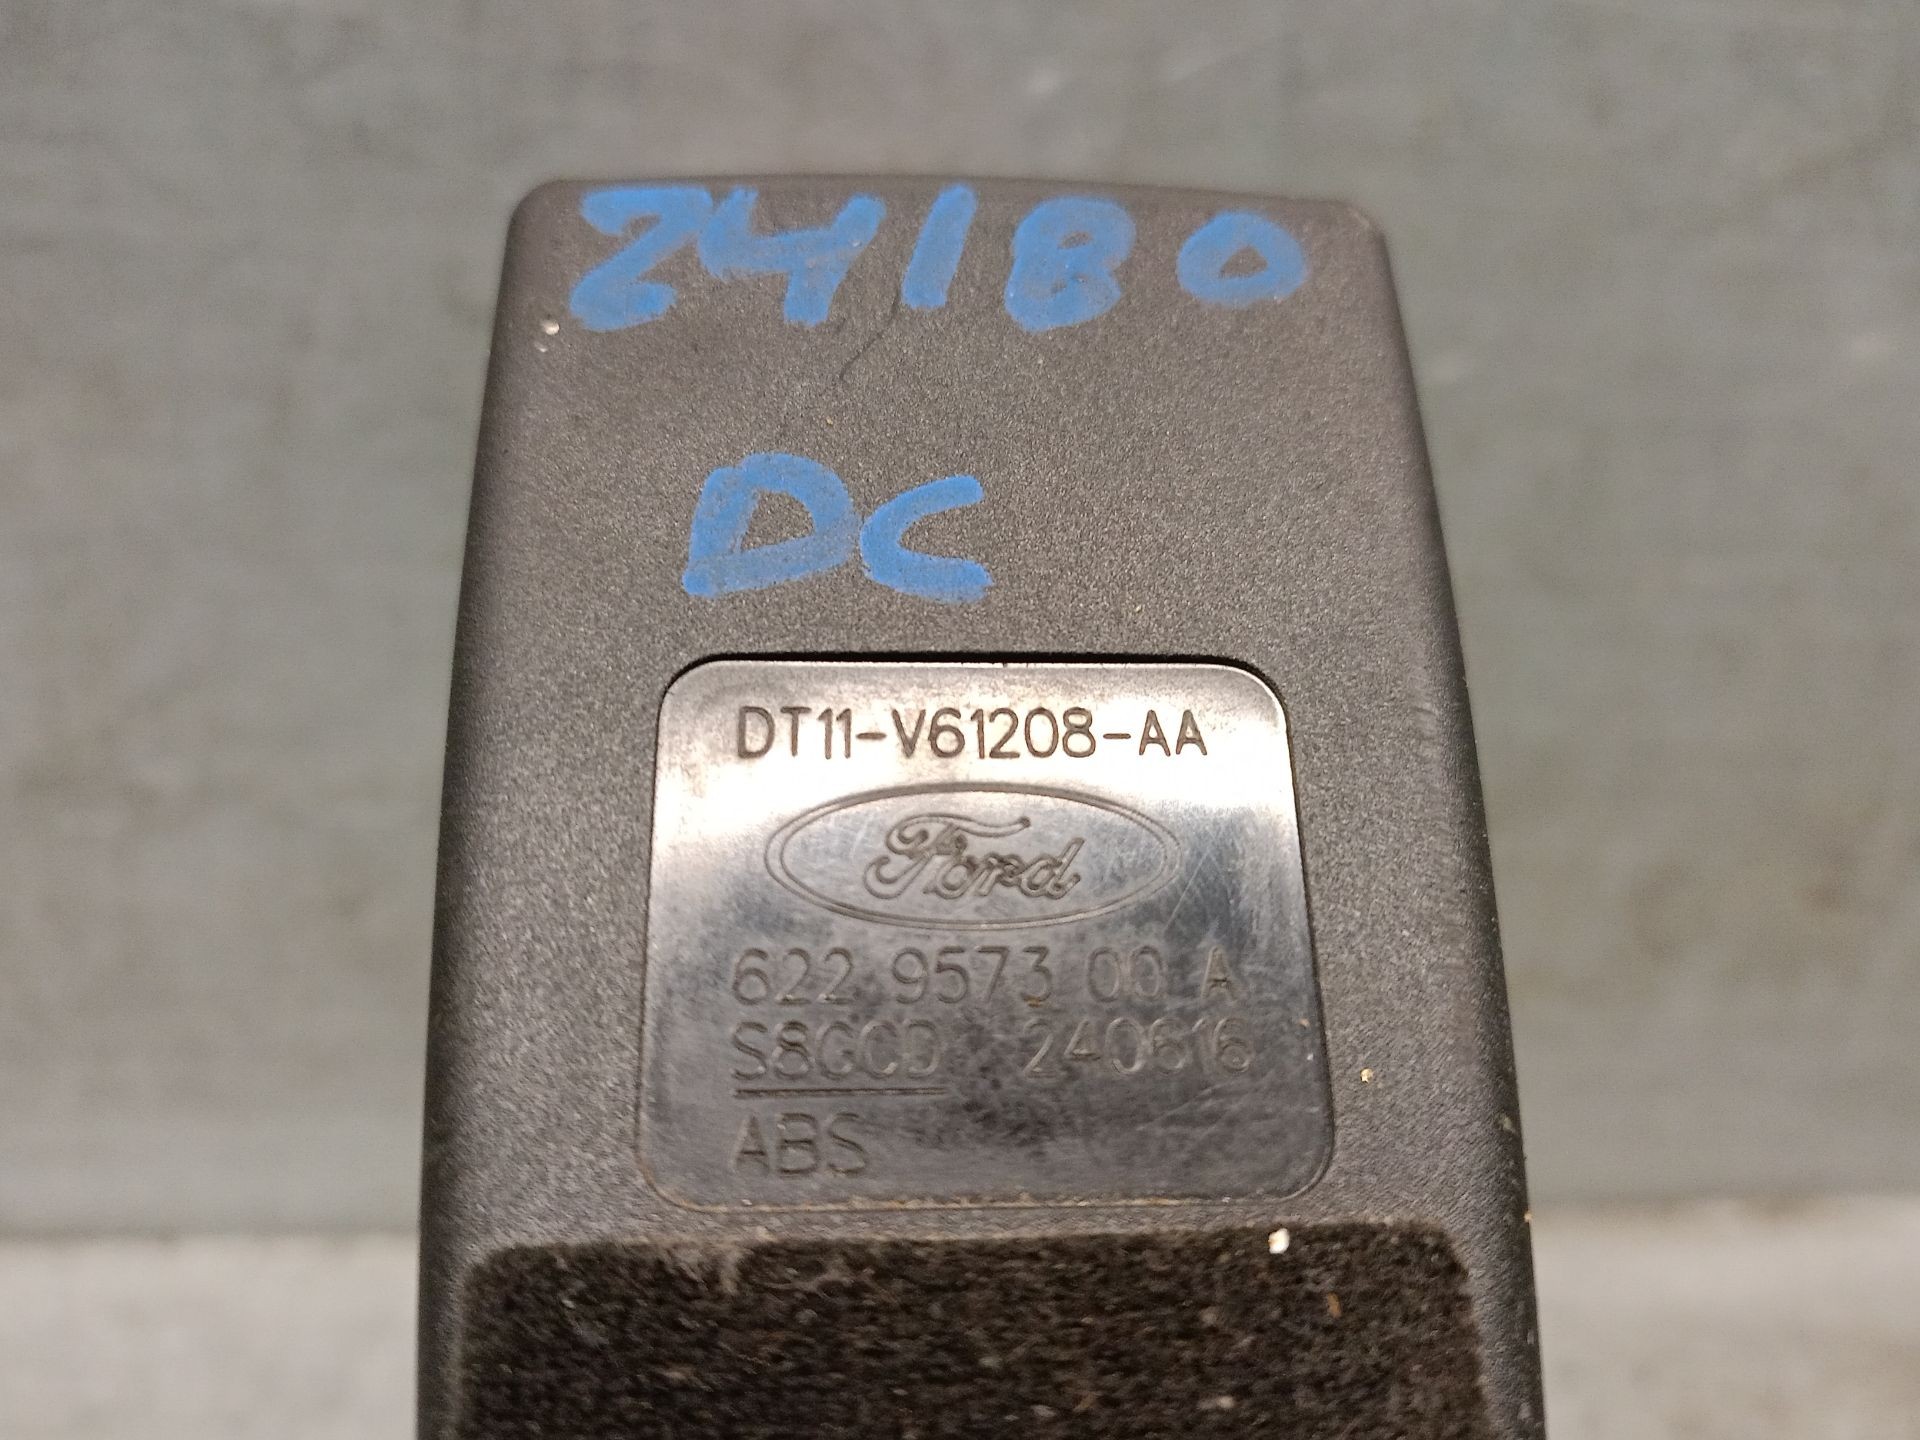 24180
DC
DT11-V61208-AA
Ford
622 9573 00 A
S8GCD 240616
ABS